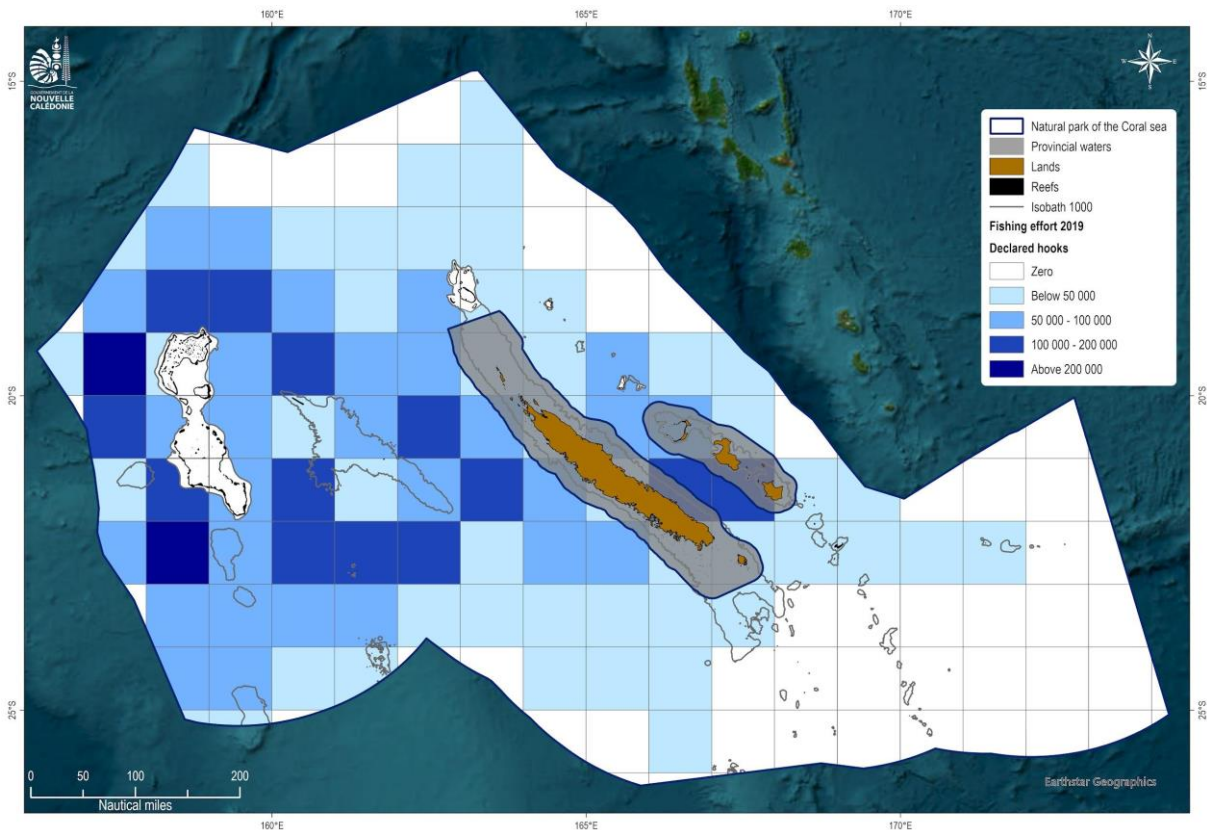 160°E
165°E
170°E
15°S
15°S
GOUVERNEMENT DE LA
NOUVELLE
CALÉDONIE
Natural park of the Coral sea
Provincial waters
Lands
Reefs
Isobath 1000
Fishing effort 2019
Declared hooks
Zero
Below 50 000
50 000 - 100 000
100 000 - 200 000
Above 200 000
20°S
20°S
25°S
25°S
0
50
100
200
Nautical miles
Earthstar Geographics
160°E
165°E
170°E